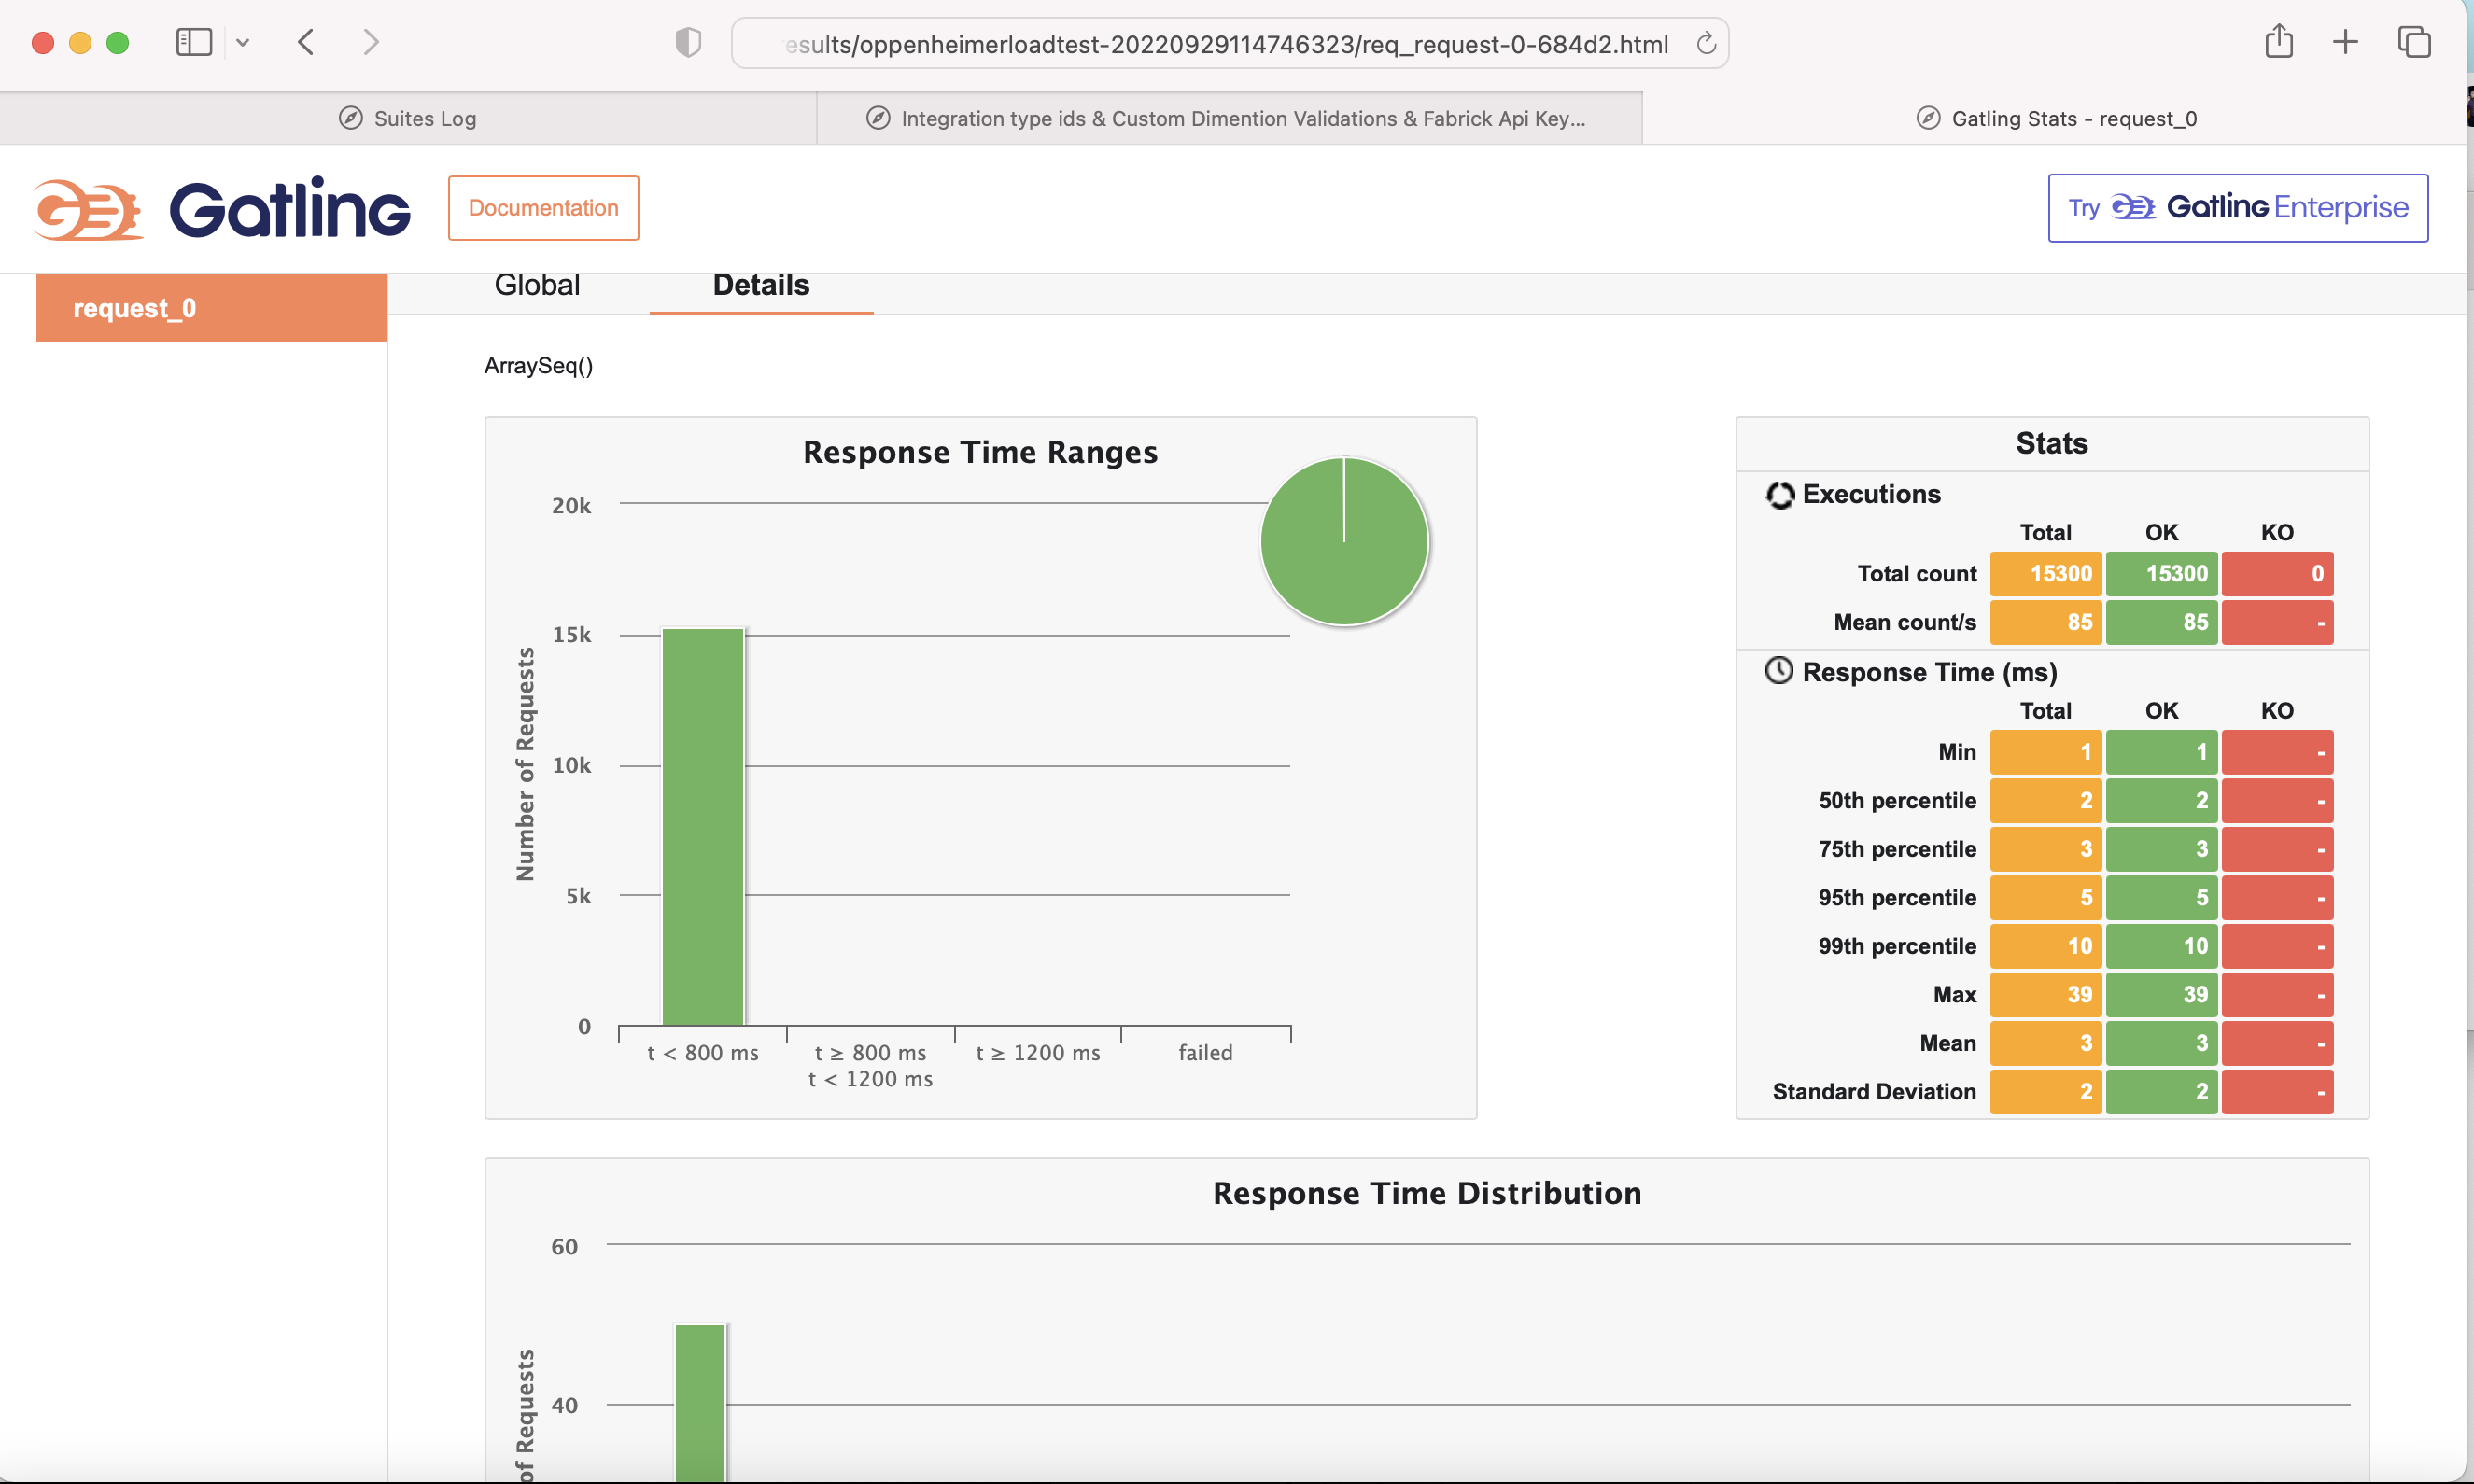 esults/oppenheimerloadtest-20220929114746323/req_request-0-684d2.html
Suites Log
Integration type ids & Custom Dimention Validations & Fabrick Api Key...
Gatling Stats - request_0
Gatling
Documentation
Try Gatling Enterprise
request_0
Global
Details
ArraySeq()
Response Time Ranges
20k
15k
10k
5k
0
Number of Requests
t < 800 ms
t ≥ 800 ms
t < 1200 ms
t ≥ 1200 ms
failed
Stats
Executions
Total OK KO
Total count 15300 15300 0
Mean count/s 85 85 -
Response Time (ms)
Total OK KO
Min 1 1 -
50th percentile 2 2 -
75th percentile 3 3 -
95th percentile 5 5 -
99th percentile 10 10 -
Max 39 39 -
Mean 3 3 -
Standard Deviation 2 2 -
Response Time Distribution
60
40
of Requests